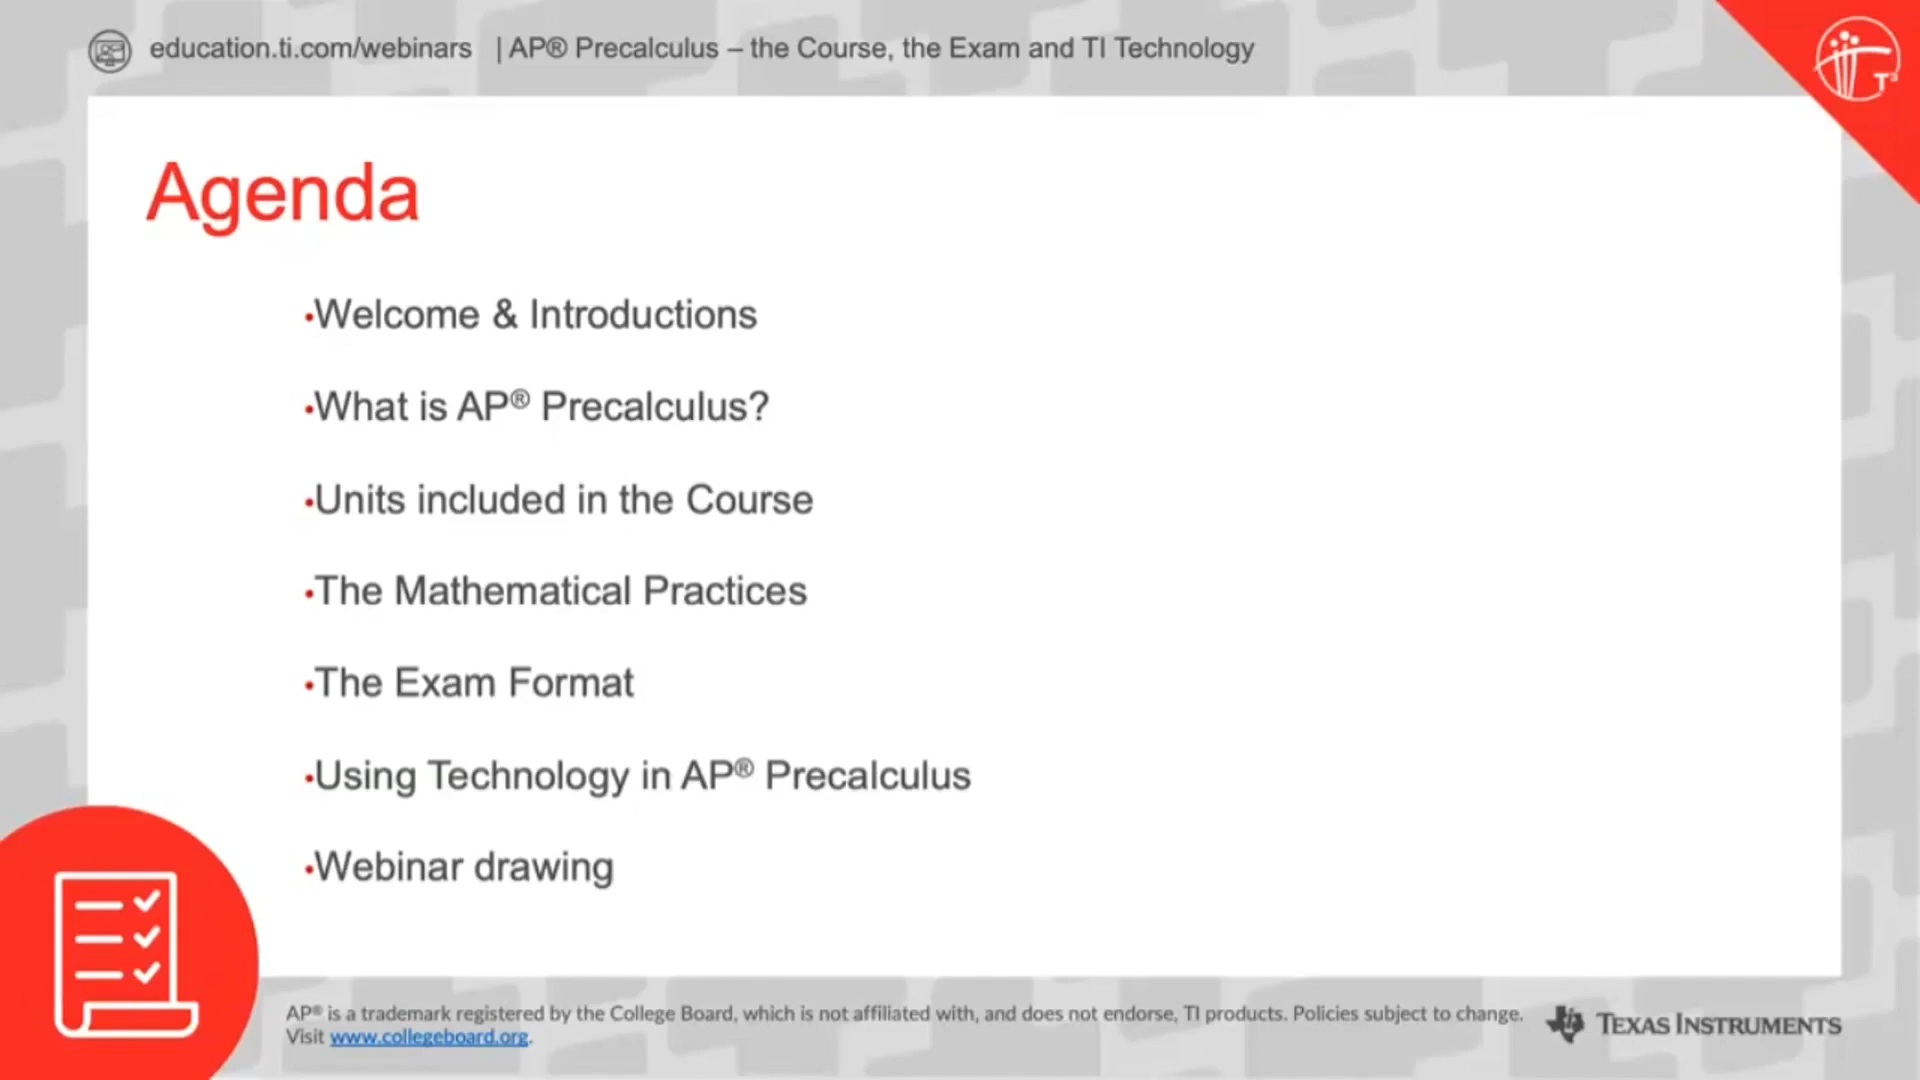 education.ti.com/webinars | AP® Precalculus – the Course, the Exam and TI Technology
T³
Agenda
•Welcome & Introductions
•What is AP® Precalculus?
•Units included in the Course
•The Mathematical Practices
•The Exam Format
•Using Technology in AP® Precalculus
•Webinar drawing
AP® is a trademark registered by the College Board, which is not affiliated with, and does not endorse, TI products. Policies subject to change.
Visit www.collegeboard.org.
TEXAS INSTRUMENTS